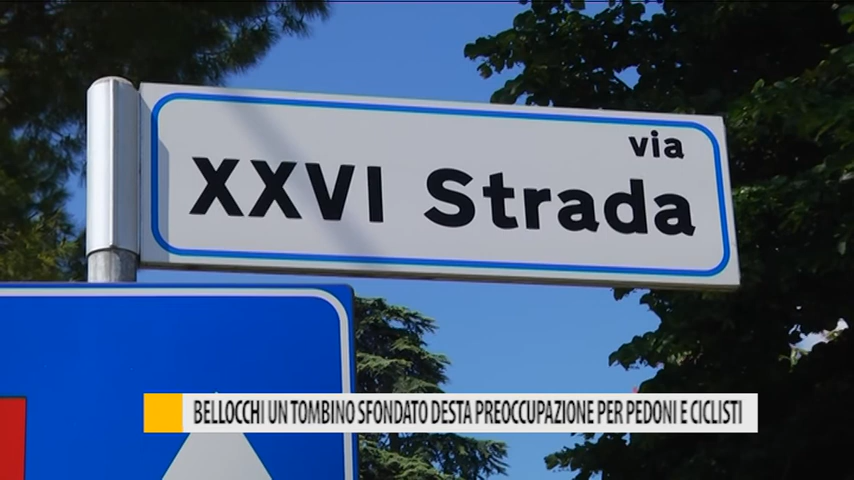 via
XXVI Strada
BELLOCCHI UN TOMBINO SFONDATO DESTA PREOCCUPAZIONE PER PEDONI E CICLISTI